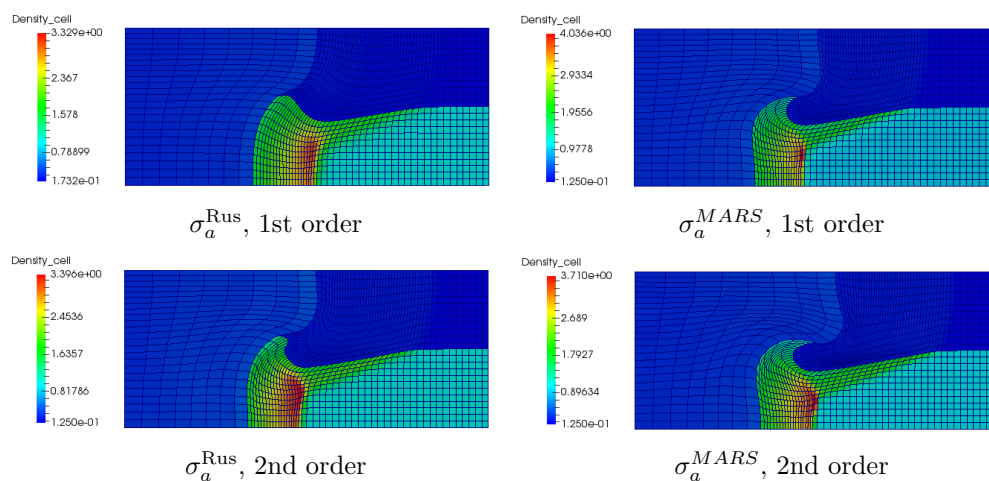 Density_cell
3.329e+00
2.367
1.578
0.78899
1.732e-01
σ_a^Rus, 1st order
Density_cell
4.036e+00
2.9334
1.9556
0.9778
1.250e-01
σ_a^MARS, 1st order
Density_cell
3.396e+00
2.4536
1.6357
0.81786
1.250e-01
σ_a^Rus, 2nd order
Density_cell
3.710e+00
2.689
1.7927
0.89634
1.250e-01
σ_a^MARS, 2nd order